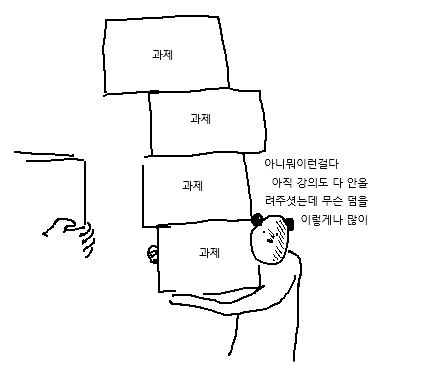 과제
과제
과제
과제
아니뭐이런걸다
아직 강의도 다 안올
려주셧는데 무슨 덤을
이렇게나 많이